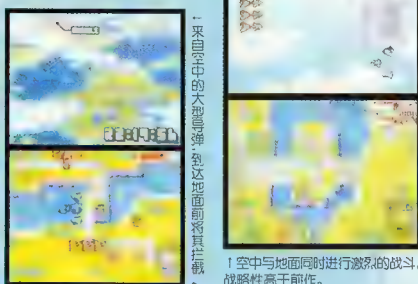 ←来自空中的大型导弹,到达地面前将其拦截。
↑空中与地面同时进行激烈的战斗,
战略性高于前作。